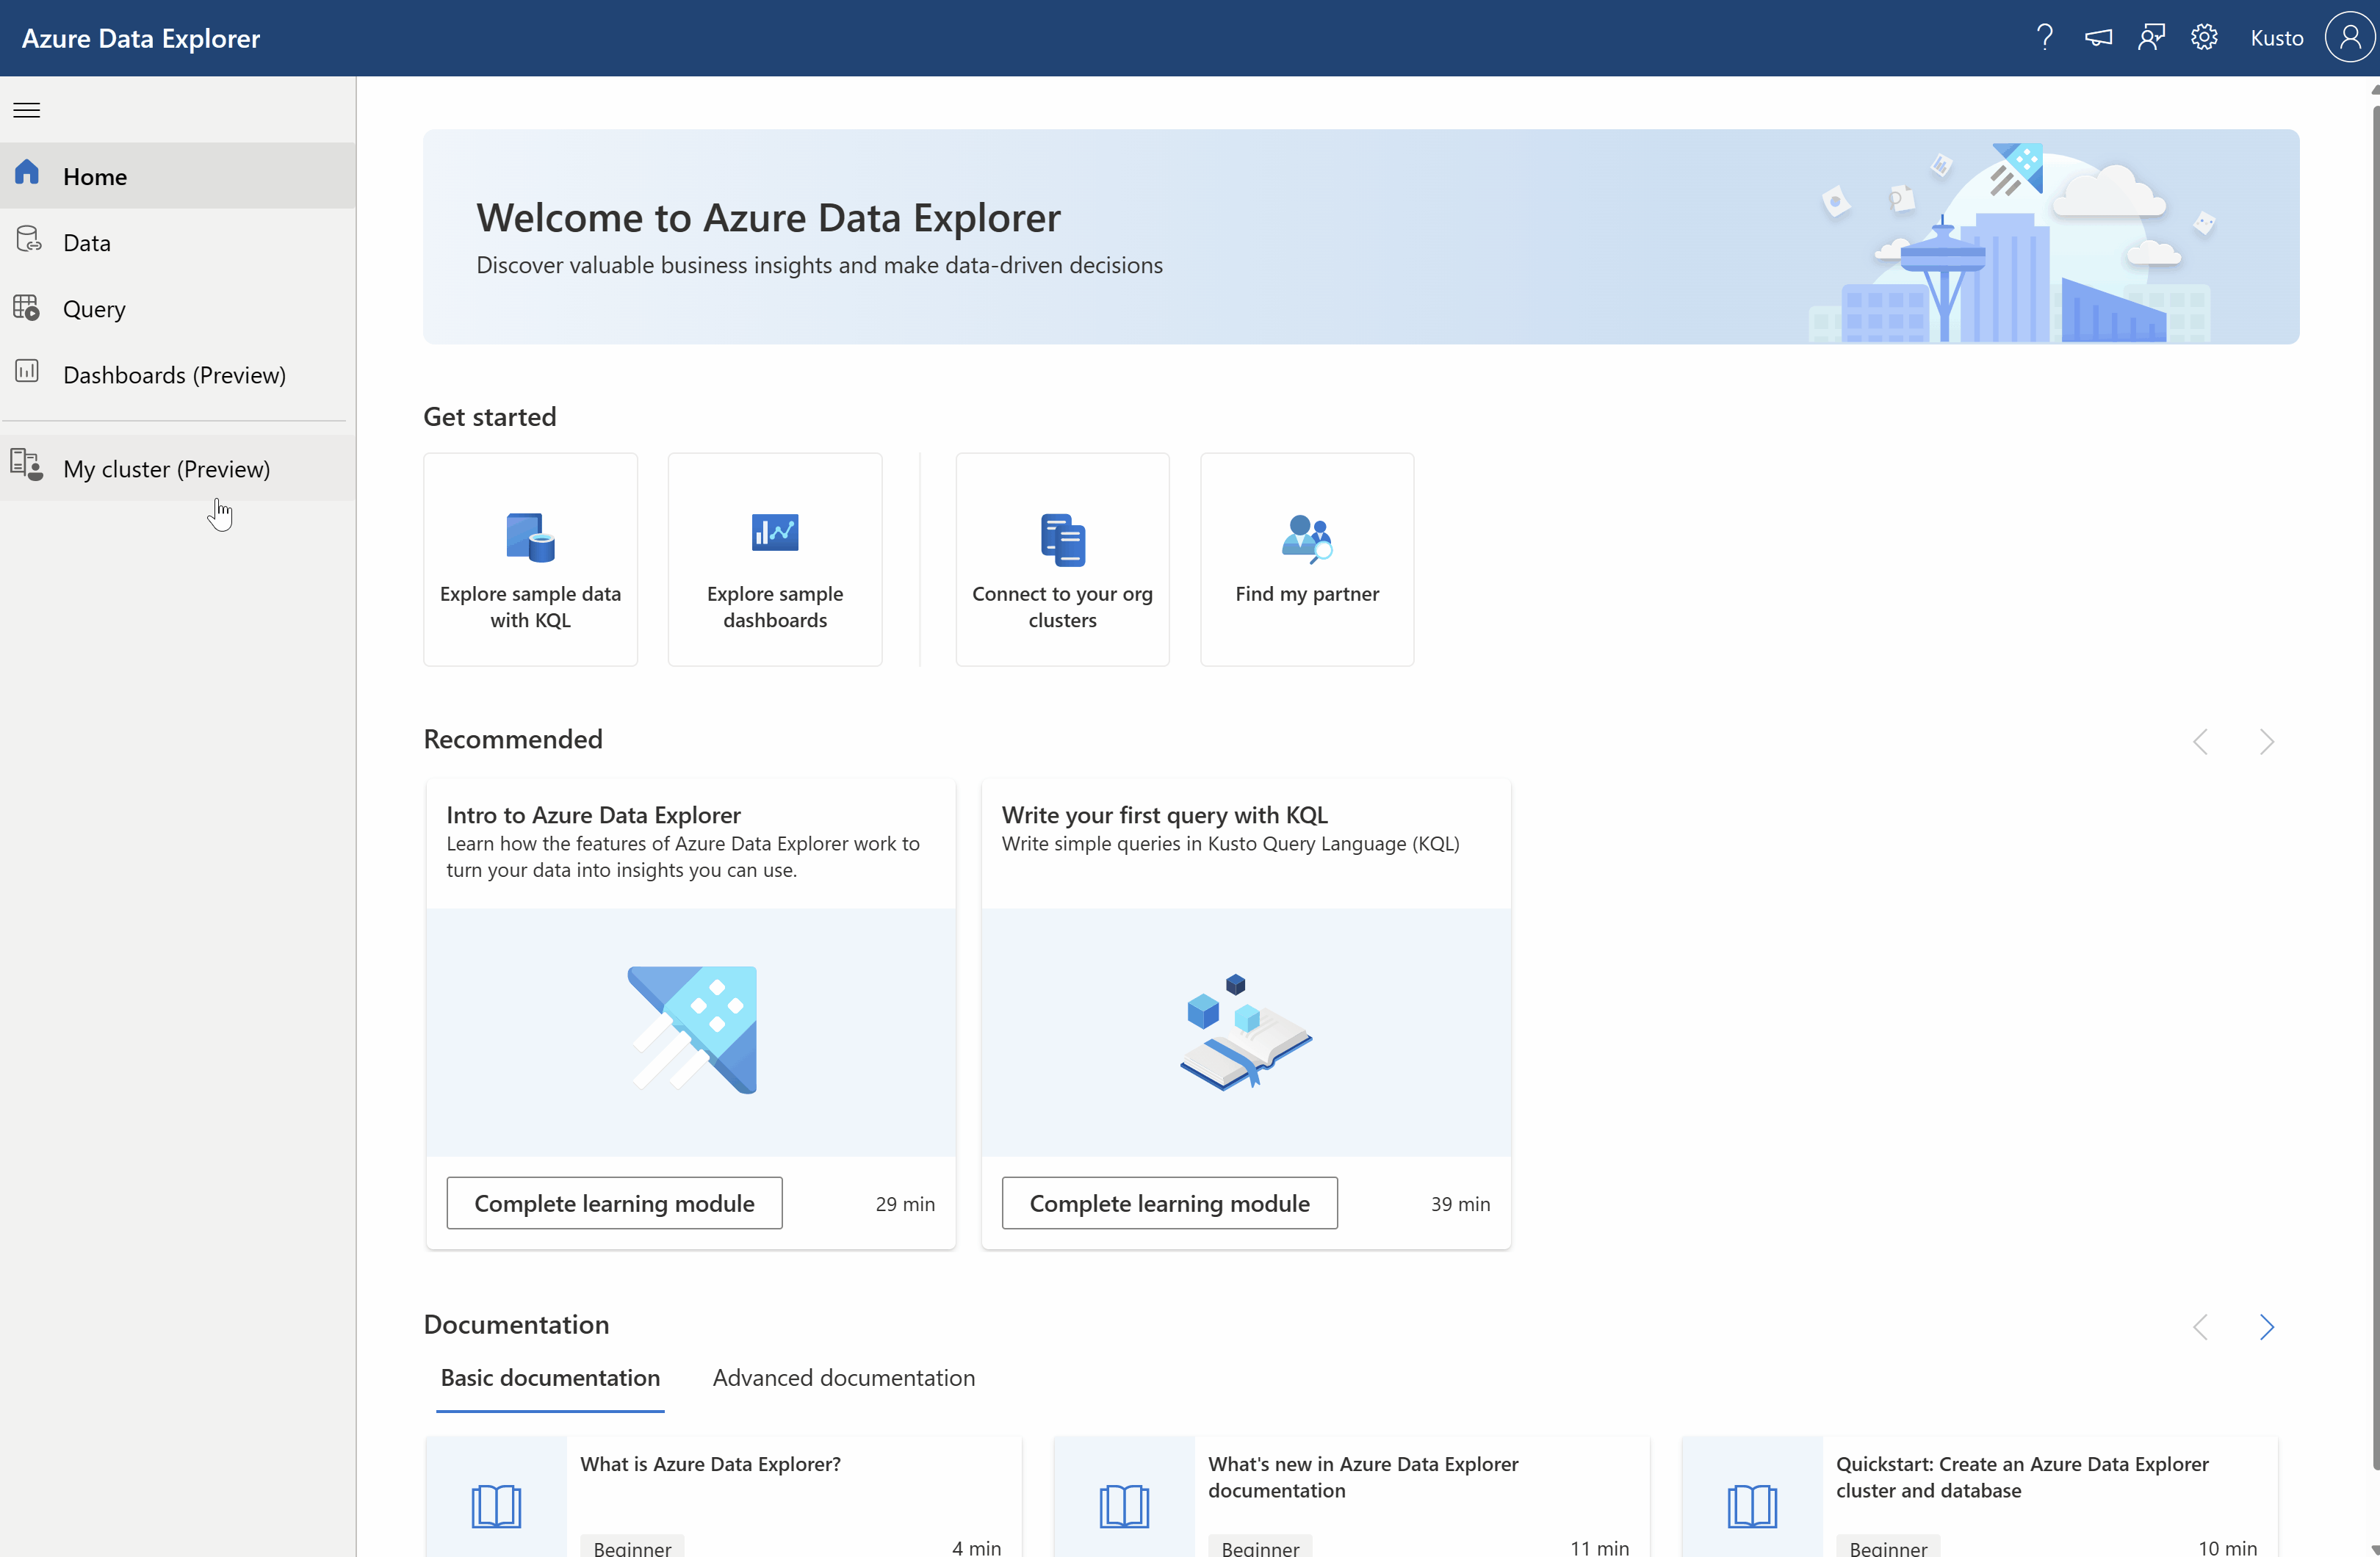 Azure Data Explorer
Kusto
Home
Data
Query
Dashboards (Preview)
My cluster (Preview)
Welcome to Azure Data Explorer
Discover valuable business insights and make data-driven decisions
Get started
Explore sample data
with KQL
Explore sample
dashboards
Connect to your org
clusters
Find my partner
Recommended
Intro to Azure Data Explorer
Learn how the features of Azure Data Explorer work to
turn your data into insights you can use.
Complete learning module
29 min
Write your first query with KQL
Write simple queries in Kusto Query Language (KQL)
Complete learning module
39 min
Documentation
Basic documentation
Advanced documentation
What is Azure Data Explorer?
Beginner
4 min
What's new in Azure Data Explorer
documentation
Beginner
11 min
Quickstart: Create an Azure Data Explorer
cluster and database
Beginner
10 min